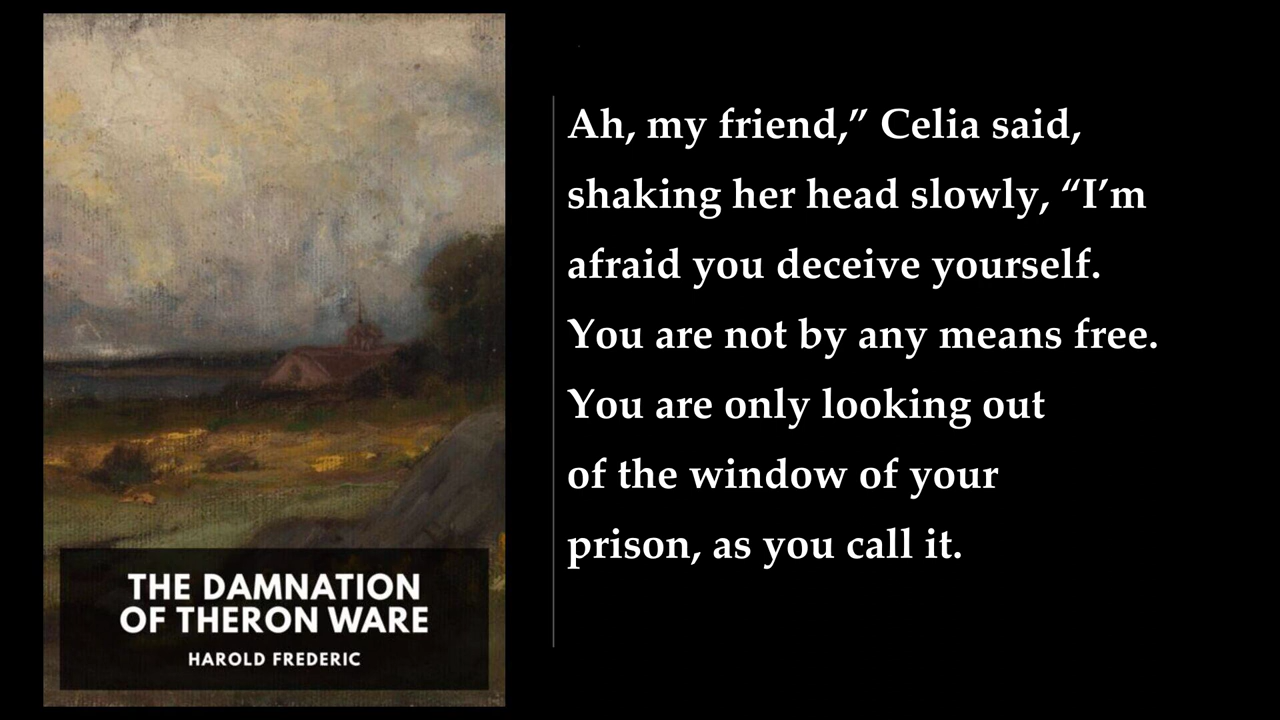 THE DAMNATION
OF THERON WARE
HAROLD FREDERIC
Ah, my friend,” Celia said,
shaking her head slowly, “I’m
afraid you deceive yourself.
You are not by any means free.
You are only looking out
of the window of your
prison, as you call it.